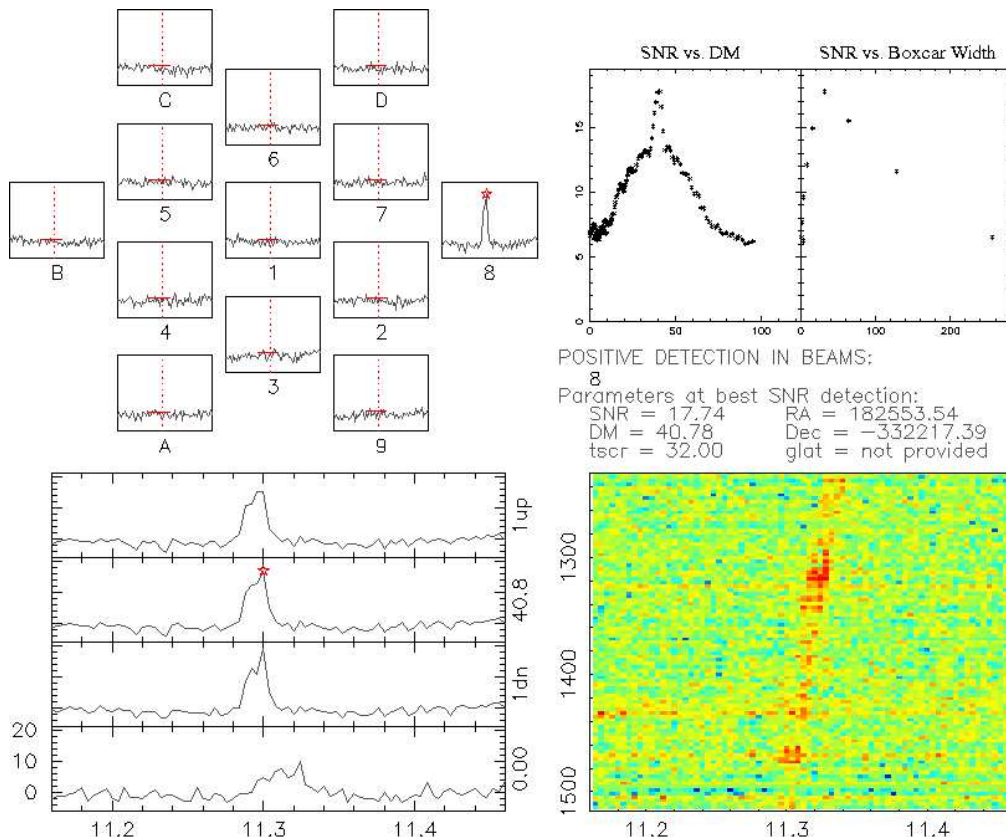 C
D
6
5
7
B
1
8
4
2
3
A
9
SNR vs. DM
SNR vs. Boxcar Width
15
10
5
0
0 50 100
0 100 200
POSITIVE DETECTION IN BEAMS:
8
Parameters at best SNR detection:
SNR = 17.74 RA = 182553.54
DM = 40.78 Dec = -332217.39
tscr = 32.00 glat = not provided
1up
40.8
1dn
20
10
0
0.00
11.2 11.3 11.4
1300
1400
1500
11.2 11.3 11.4